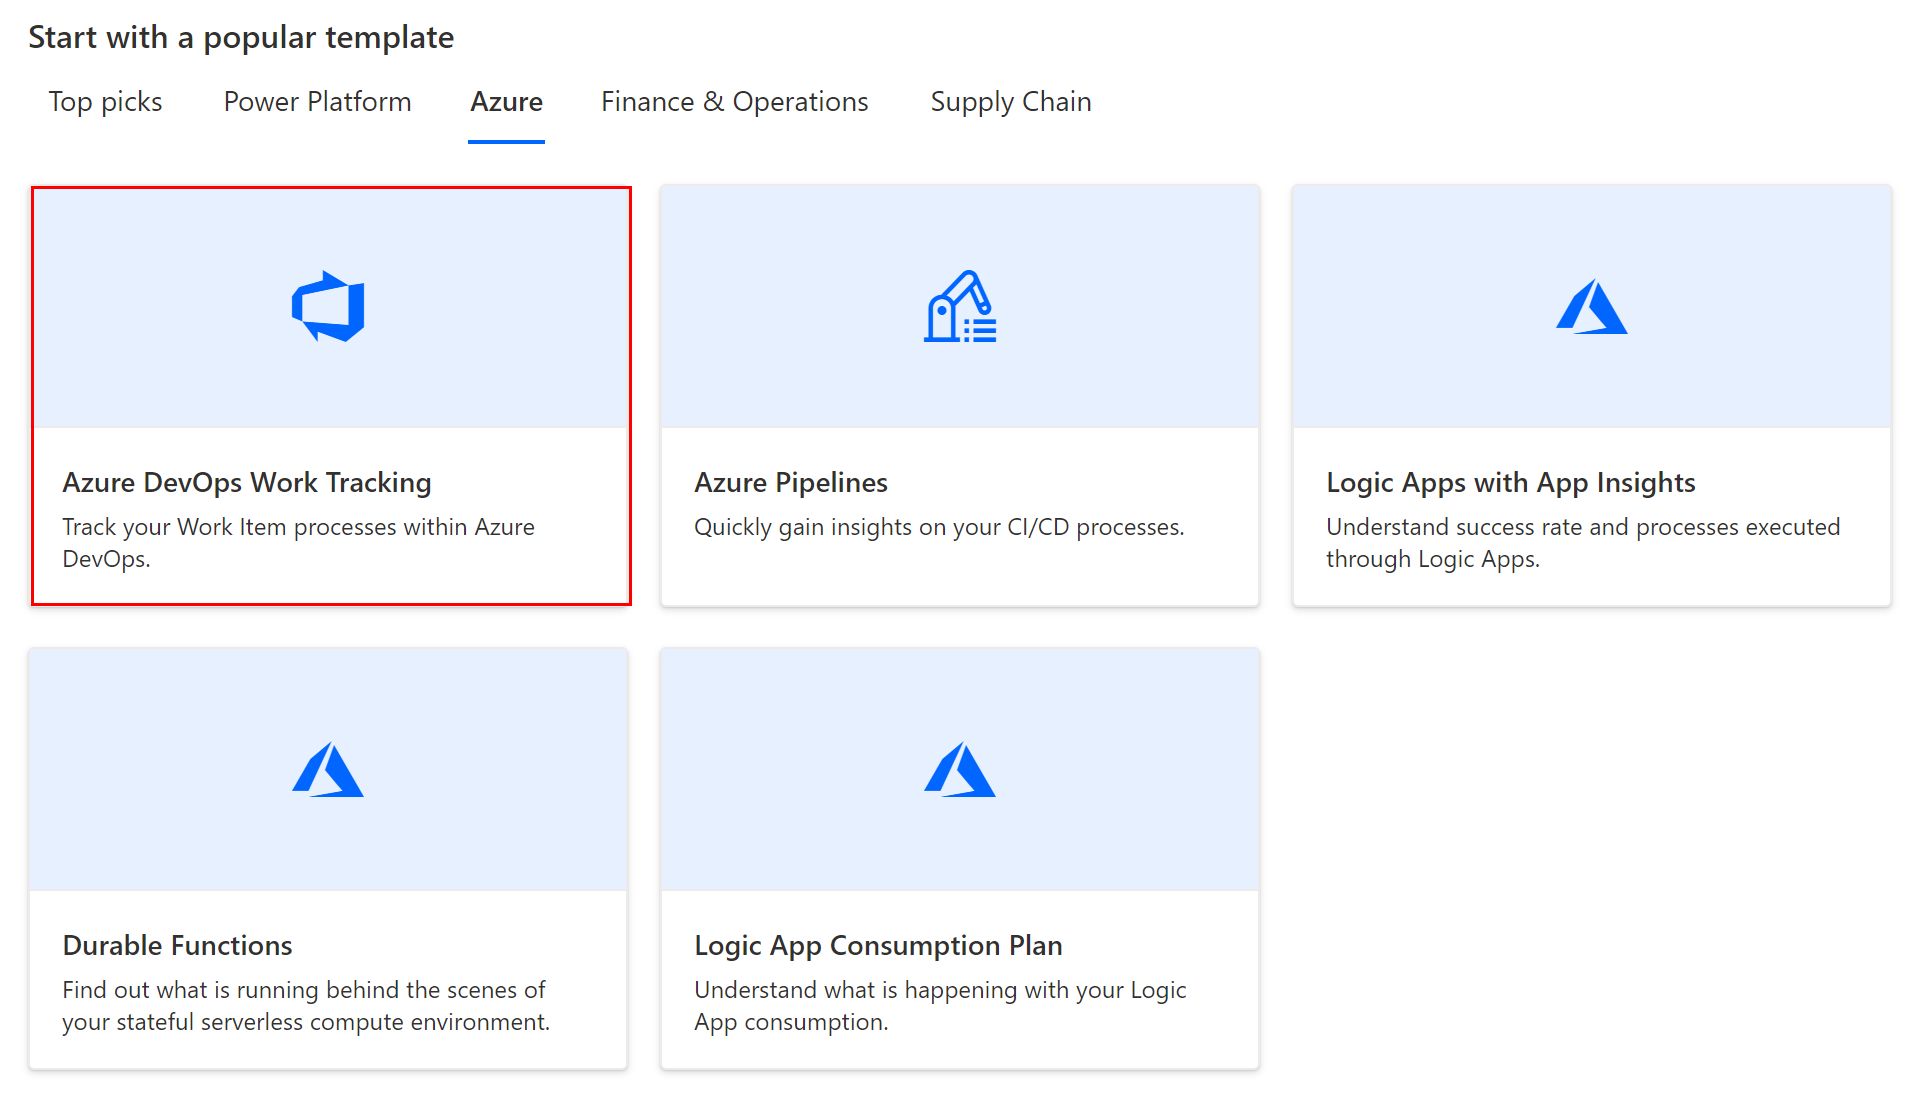 Start with a popular template
Top picks Power Platform Azure Finance & Operations Supply Chain
Azure DevOps Work Tracking
Track your Work Item processes within Azure
DevOps.
Azure Pipelines
Quickly gain insights on your CI/CD processes.
Logic Apps with App Insights
Understand success rate and processes executed
through Logic Apps.
Durable Functions
Find out what is running behind the scenes of
your stateful serverless compute environment.
Logic App Consumption Plan
Understand what is happening with your Logic
App consumption.